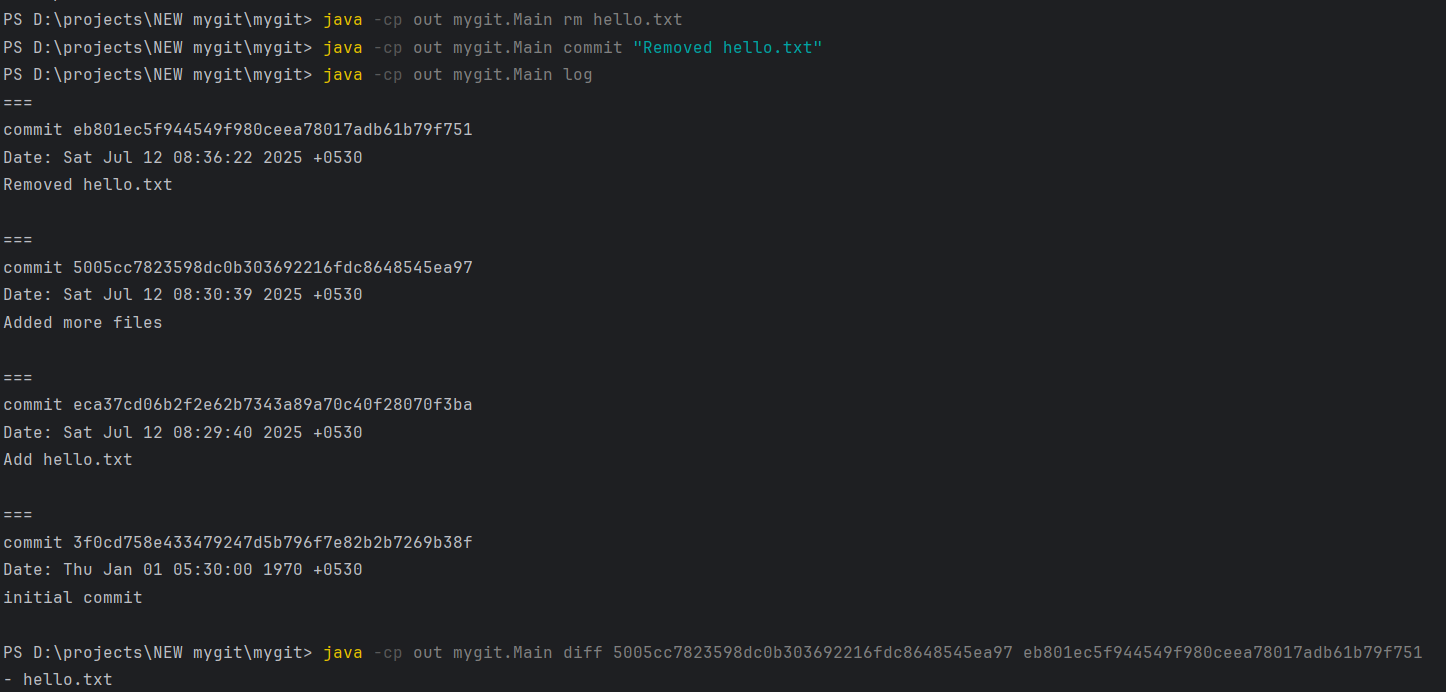 PS D:\projects\NEW mygit\mygit> java -cp out mygit.Main rm hello.txt
PS D:\projects\NEW mygit\mygit> java -cp out mygit.Main commit "Removed hello.txt"
PS D:\projects\NEW mygit\mygit> java -cp out mygit.Main log
===
commit eb801ec5f944549f980ceea78017adb61b79f751
Date: Sat Jul 12 08:36:22 2025 +0530
Removed hello.txt
===
commit 5005cc7823598dc0b303692216fdc8648545ea97
Date: Sat Jul 12 08:30:39 2025 +0530
Added more files
===
commit eca37cd06b2f2e62b7343a89a70c40f28070f3ba
Date: Sat Jul 12 08:29:40 2025 +0530
Add hello.txt
===
commit 3f0cd758e433479247d5b796f7e82b2b7269b38f
Date: Thu Jan 01 05:30:00 1970 +0530
initial commit
PS D:\projects\NEW mygit\mygit> java -cp out mygit.Main diff 5005cc7823598dc0b303692216fdc8648545ea97 eb801ec5f944549f980ceea78017adb61b79f751
- hello.txt